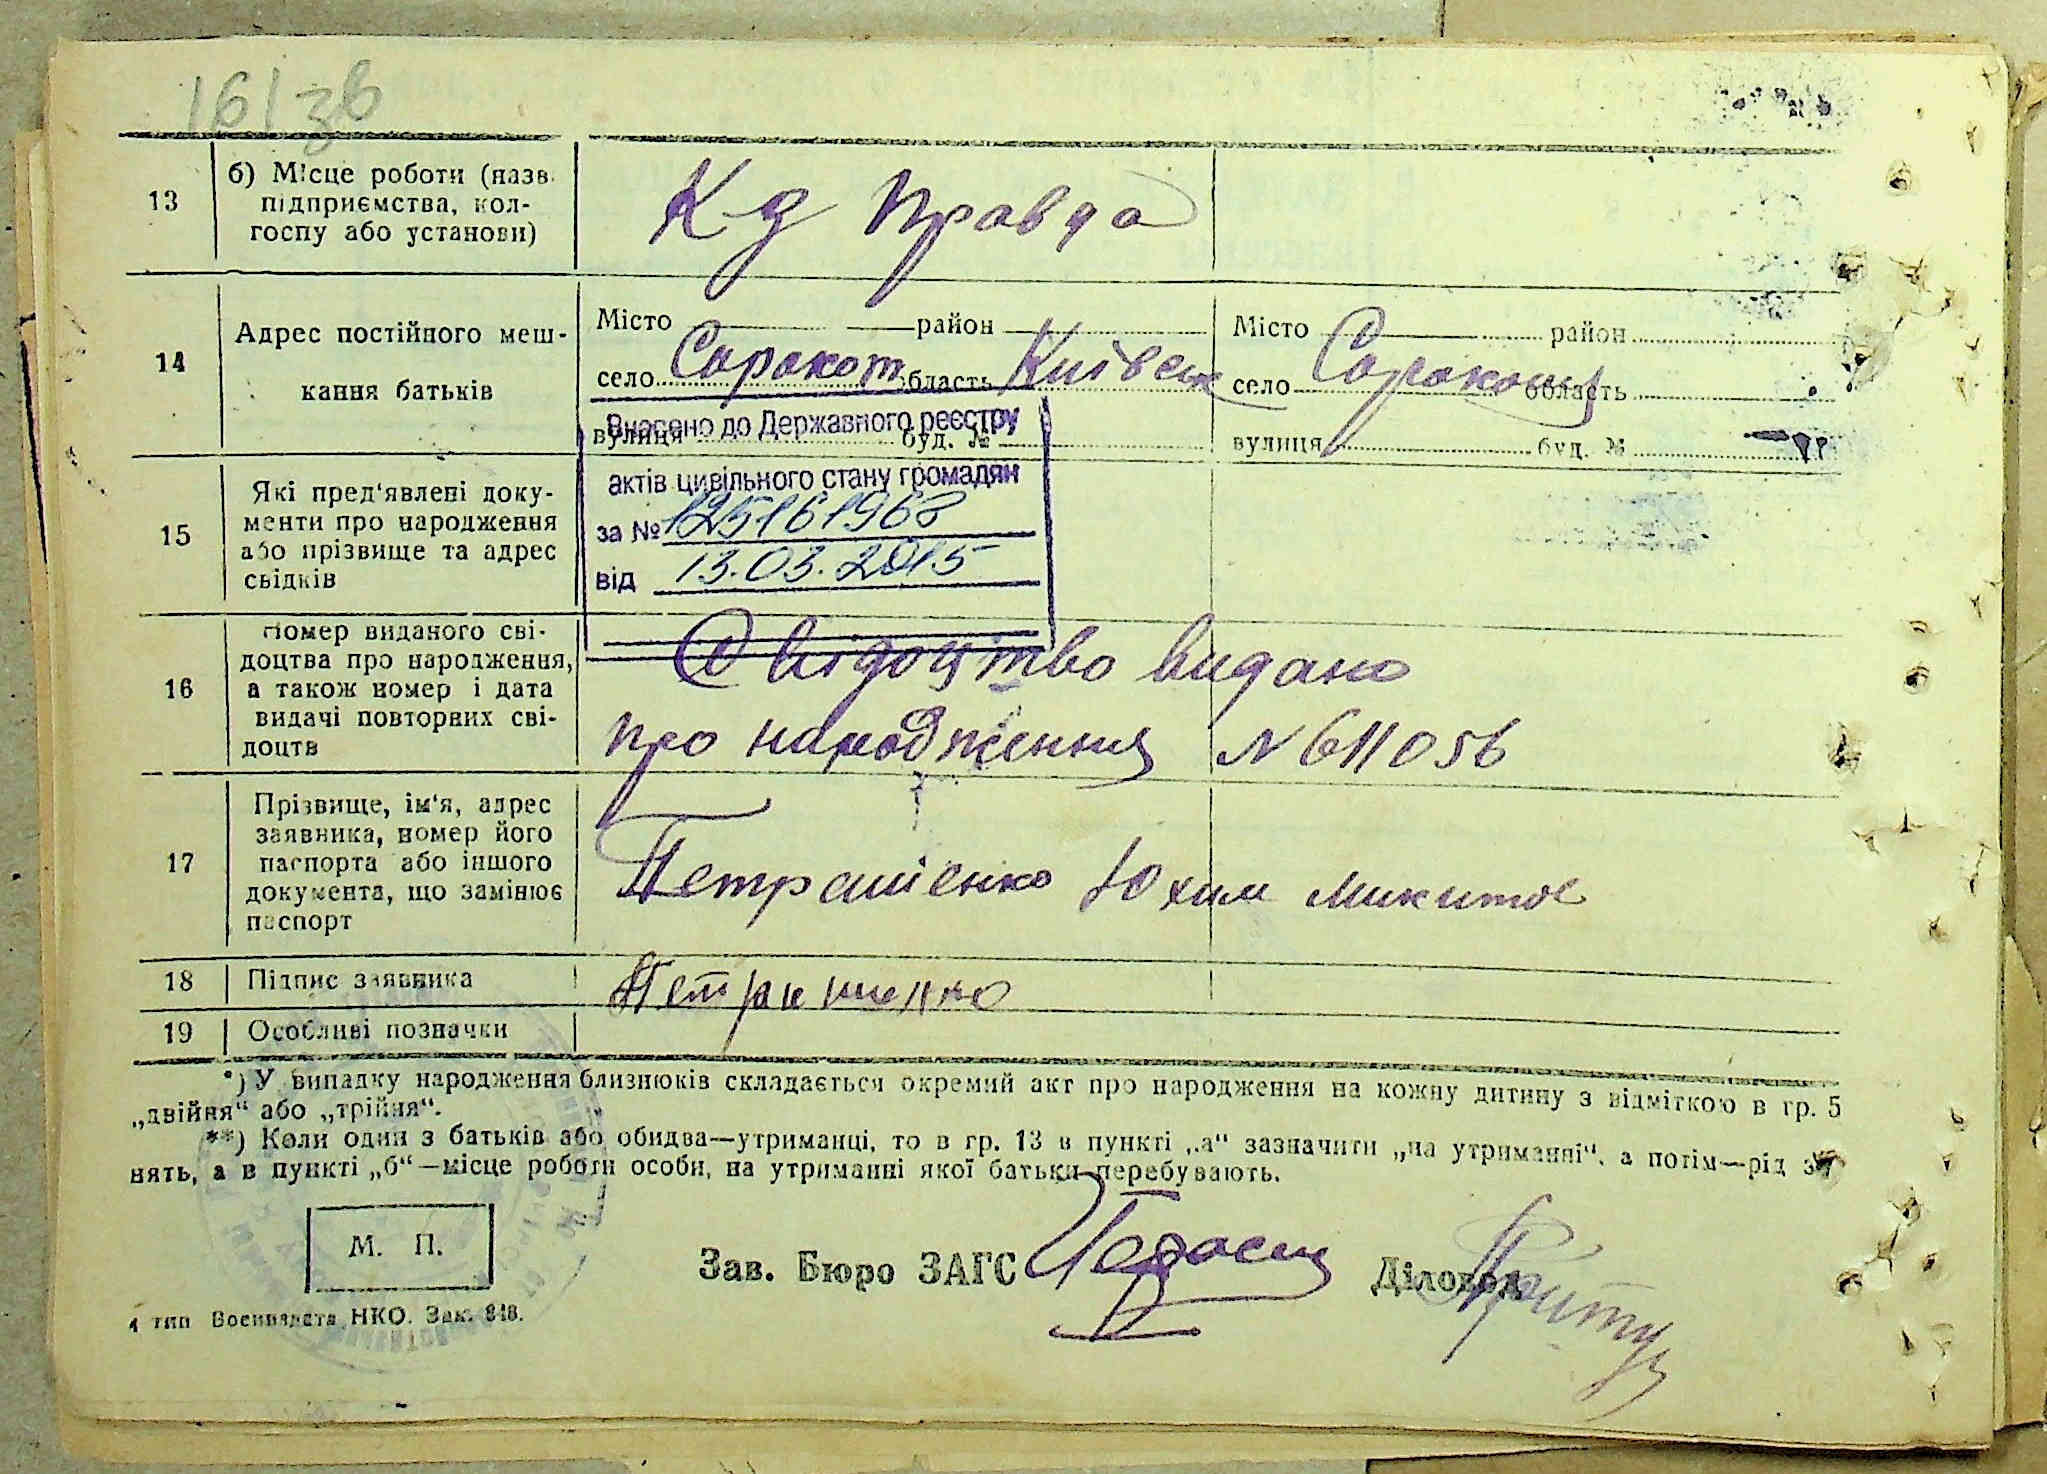 161зв
13
б) Місце роботи (назв.
підприємства, кол-
госпу або установи)
Кд Правда
14
Адрес постійного меш-
кання батьків
Місто район
село Сорокот область Київськ
вулиця буд. №
Місто район
село область
вулиця буд. №
Внесено до Державного реєстру
актів цивільного стану громадян
за № 125161968
від 13.03.2015
15
Які пред'явлені доку-
менти про народження
або прізвище та адрес
свідків
16
Номер виданого сві-
доцтва про народження,
а також номер і дата
видачі повторних сві-
доцтв
Свідоцтво видано
про народження N 611056
17
Прізвище, ім'я, адрес
заявника, номер його
паспорта або іншого
документа, що замінює
паспорт
Петрашенко Юхим Микитов
18
Підпис заявника
Петрашенко
19
Особливі позначки
*) У випадку народження близнюків складається окремий акт про народження на кожну дитину з відміткою в гр. 5
„двійня“ або „трійня“.
**) Коли один з батьків або обидва—утриманці, то в гр. 13 в пункті „а“ зазначити „на утриманні“, а потім—рід за-
нять, а в пункті „б“—місце роботи особи, на утриманні якої батьки перебувають.
М. П.
Зав. Бюро ЗАГС
Діловод
4 тип Воениздата НКО. Зак. 848.